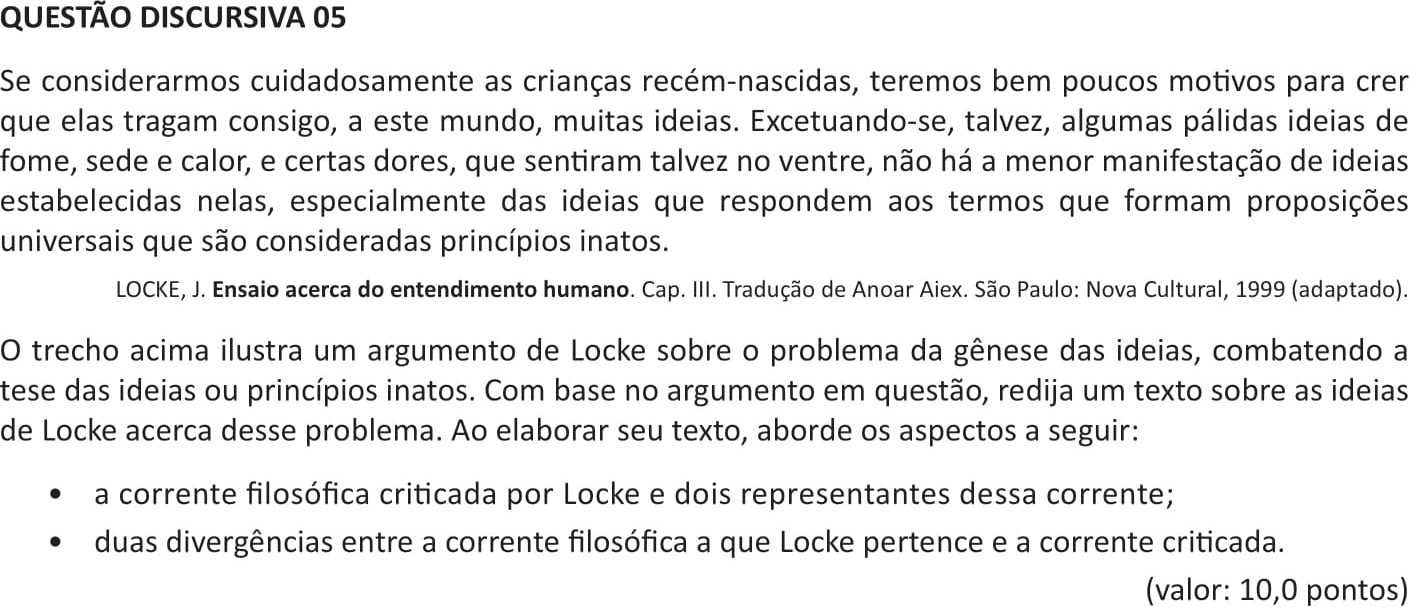 QUESTÃO DISCURSIVA 05
Se considerarmos cuidadosamente as crianças recém-nascidas, teremos bem poucos motivos para crer
que elas tragam consigo, a este mundo, muitas ideias. Excetuando-se, talvez, algumas pálidas ideias de
fome, sede e calor, e certas dores, que sentiram talvez no ventre, não há a menor manifestação de ideias
estabelecidas nelas, especialmente das ideias que respondem aos termos que formam proposições
universais que são consideradas princípios inatos.
LOCKE, J. Ensaio acerca do entendimento humano. Cap. III. Tradução de Anoar Aiex. São Paulo: Nova Cultural, 1999 (adaptado).
O trecho acima ilustra um argumento de Locke sobre o problema da gênese das ideias, combatendo a
tese das ideias ou princípios inatos. Com base no argumento em questão, redija um texto sobre as ideias
de Locke acerca desse problema. Ao elaborar seu texto, aborde os aspectos a seguir:
• a corrente filosófica criticada por Locke e dois representantes dessa corrente;
• duas divergências entre a corrente filosófica a que Locke pertence e a corrente criticada.
(valor: 10,0 pontos)